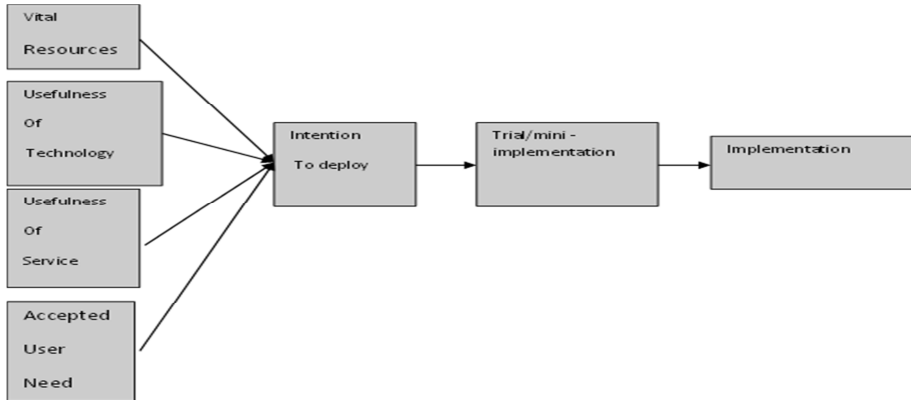 Vital
Resources
Usefulness
Of
Technology
Usefulness
Of
Service
Accepted
User
Need
Intention
To deploy
Trial/mini -
implementation
Implementation